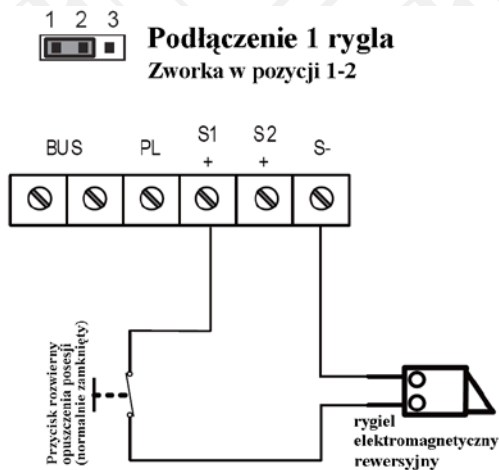 1 2 3
Podłączenie 1 rygla
Zworka w pozycji 1-2
BUS PL S1 S2 S-
+ +
Przycisk rozwierny
opuszczenia posesji
(normalnie zamknięty)
rygiel
elektromagnetyczny
rewersyjny